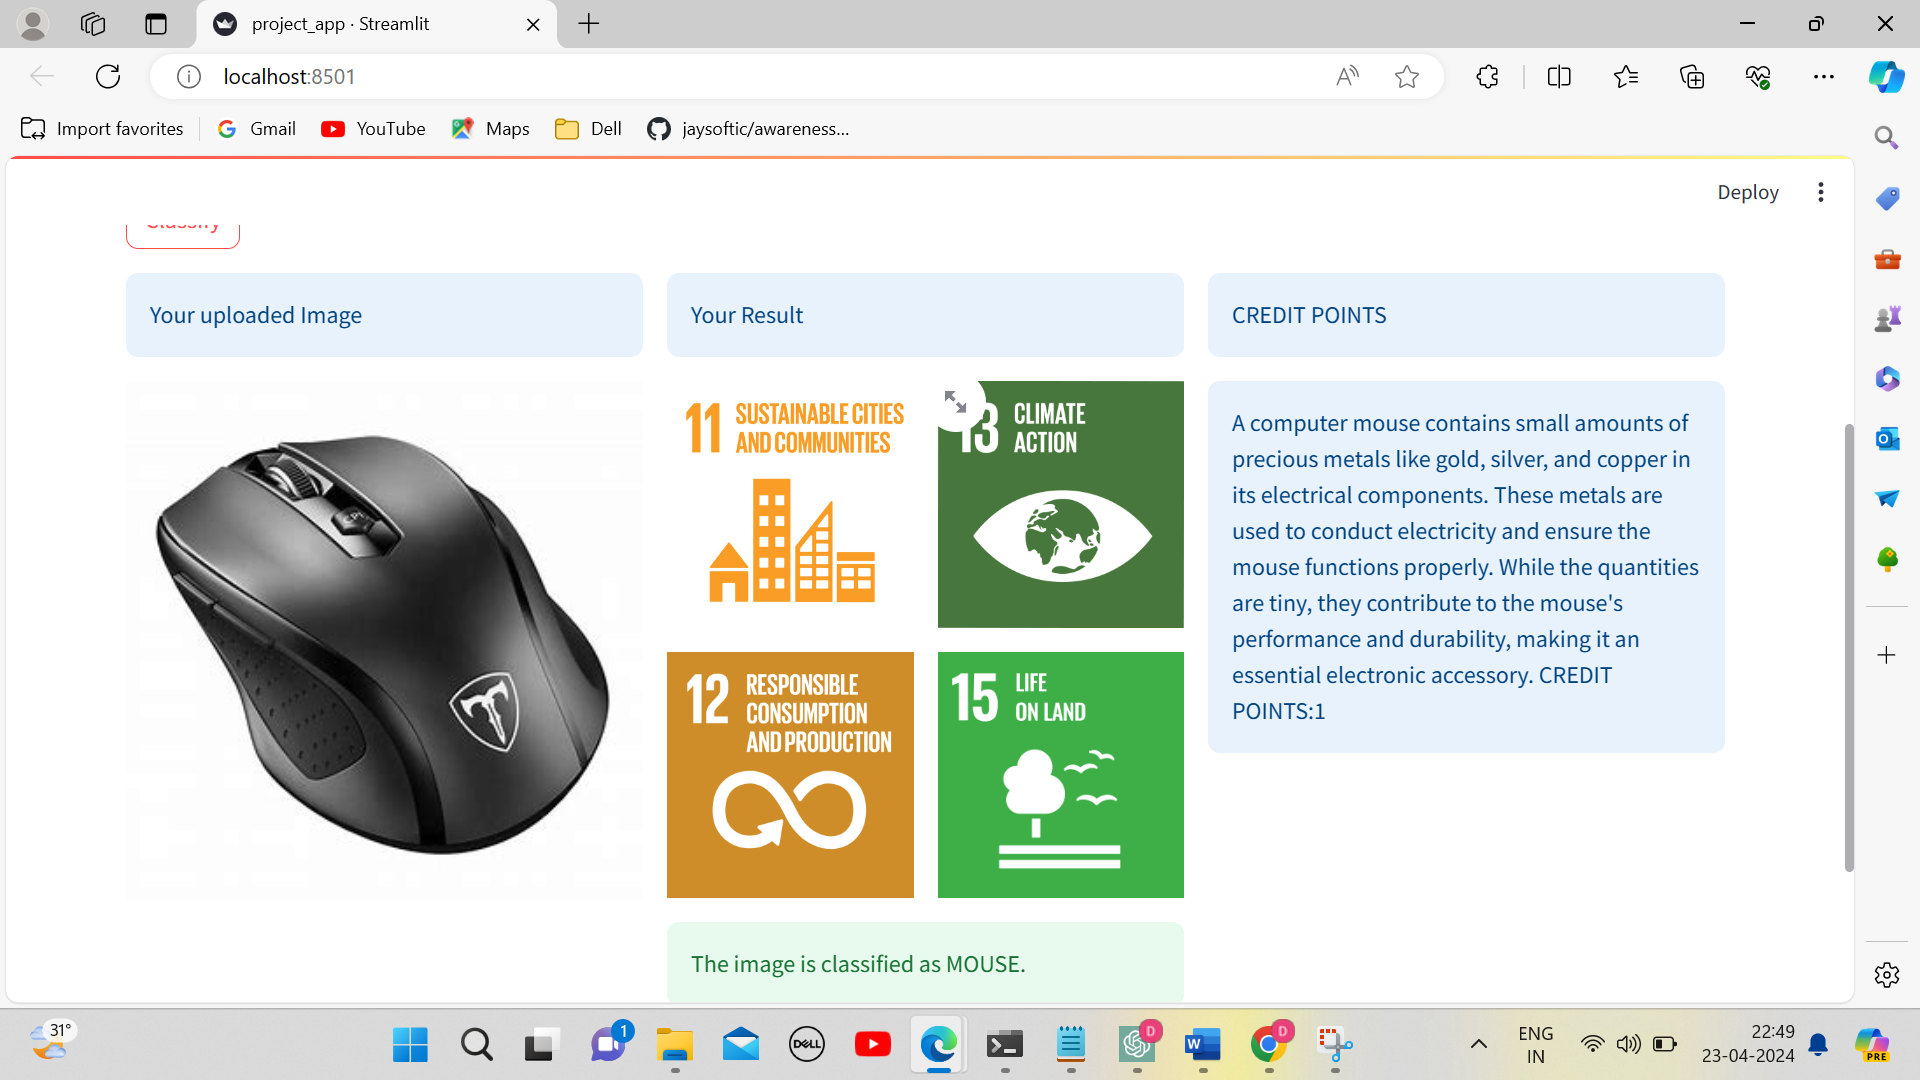 project_app · Streamlit
localhost:8501
Import favorites
Gmail
YouTube
Maps
Dell
jaysoftic/awareness...
Deploy
Classify
Your uploaded Image
Your Result
CREDIT POINTS
CPI
11 SUSTAINABLE CITIES
AND COMMUNITIES
13 CLIMATE
ACTION
12 RESPONSIBLE
CONSUMPTION
AND PRODUCTION
15 LIFE
ON LAND
A computer mouse contains small amounts of
precious metals like gold, silver, and copper in
its electrical components. These metals are
used to conduct electricity and ensure the
mouse functions properly. While the quantities
are tiny, they contribute to the mouse's
performance and durability, making it an
essential electronic accessory. CREDIT
POINTS:1
The image is classified as MOUSE.
31°
1
DELL
D
W
D
ENG
IN
22:49
23-04-2024
PRE